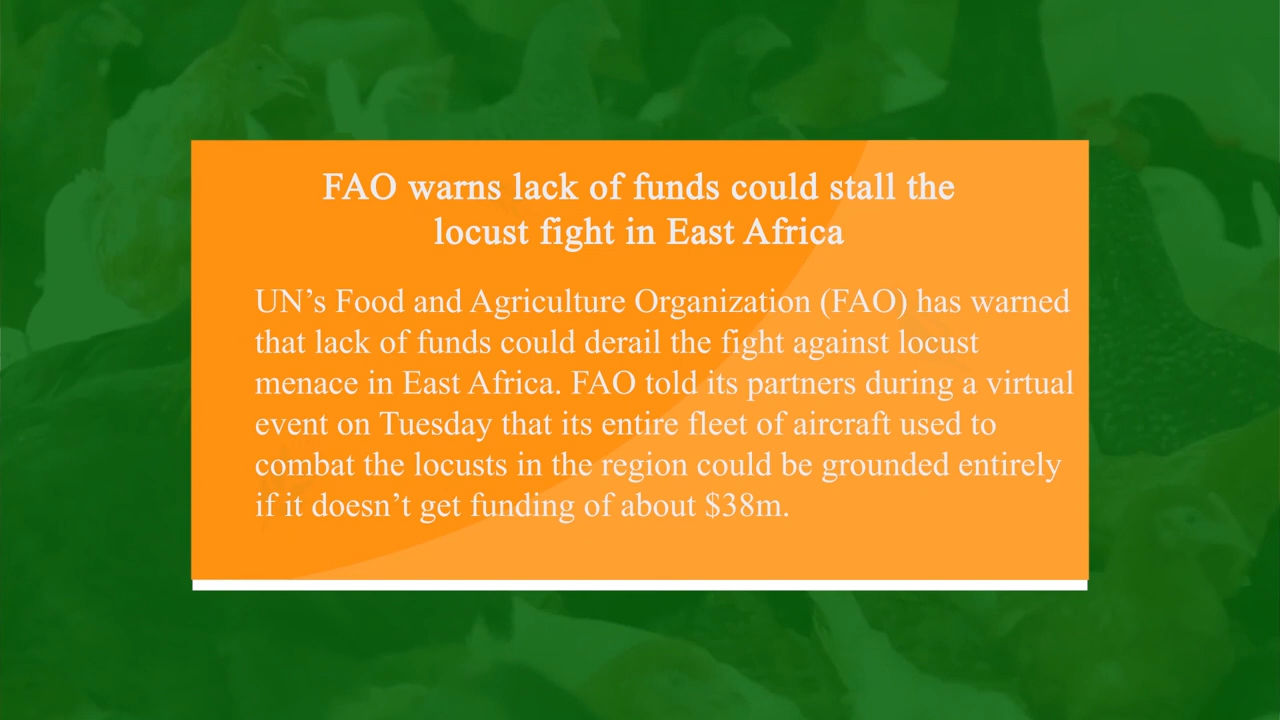 FAO warns lack of funds could stall the
locust fight in East Africa
UN’s Food and Agriculture Organization (FAO) has warned
that lack of funds could derail the fight against locust
menace in East Africa. FAO told its partners during a virtual
event on Tuesday that its entire fleet of aircraft used to
combat the locusts in the region could be grounded entirely
if it doesn’t get funding of about $38m.